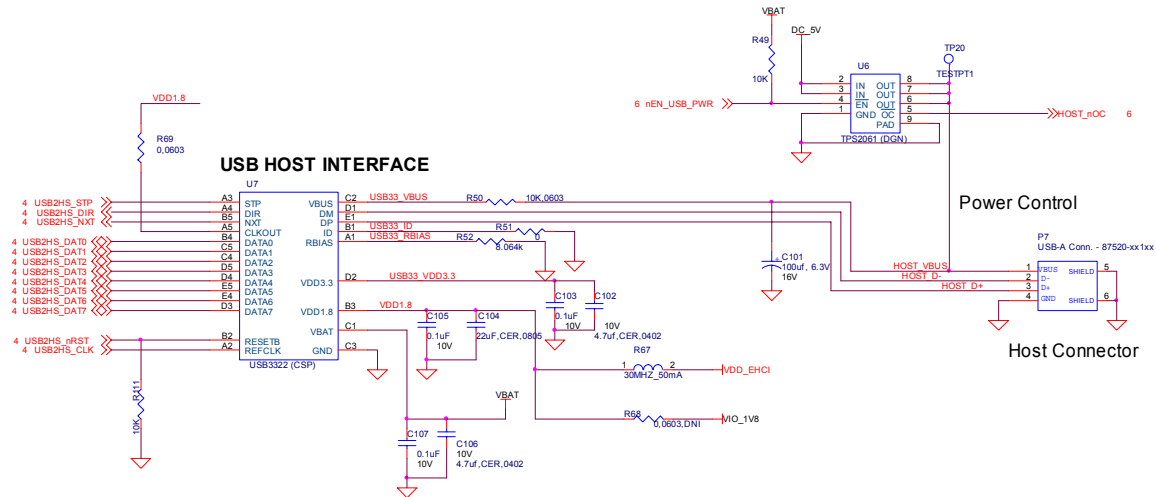 VBAT
DC_5V
TP20
R49
U6
TESTPT1
10K
2 IN OUT 8
3 IN OUT 7
6 nEN_USB_PWR 4 EN OUT 6
1 GND OC 5 HOST_nOC 6
PAD 9
TPS2061 (DGN)
VDD1.8
R69
0,0603
USB HOST INTERFACE
U7
4 USB2HS_STP A3 STP
4 USB2HS_DIR A4 DIR
4 USB2HS_NXT B5 NXT
A5 CLKOUT
4 USB2HS_DAT0 B4 DATA0
4 USB2HS_DAT1 C5 DATA1
4 USB2HS_DAT2 C4 DATA2
4 USB2HS_DAT3 D5 DATA3
4 USB2HS_DAT4 D4 DATA4
4 USB2HS_DAT5 E5 DATA5
4 USB2HS_DAT6 E4 DATA6
4 USB2HS_DAT7 D3 DATA7
4 USB2HS_nRST B2 RESETB
4 USB2HS_CLK A2 REFCLK
VBUS C2 USB33_VBUS R50 10K,0603
DM D1
DP E1
ID B1 USB33_ID R51 0
RBIAS A1 USB33_RBIAS R52 8.064k
VDD3.3 D2 USB33_VDD3.3
VDD1.8 B3 VDD1.8
VBAT C1
GND C3
USB3322 (CSP)
R111
10K
C105
0.1uF
10V
C104
22uF,CER,0805
C103
0.1uF
10V
C102
10V
4.7uf,CER,0402
C101
+
100uf, 6.3V
16V
R67
1 2
30MHZ_50mA
VDD_EHCI
R68
0,0603,DNI
VIO_1V8
VBAT
C107
0.1uF
10V
C106
10V
4.7uf,CER,0402
Power Control
P7
USB-A Conn. - 87520-xx1xx
HOST_VBUS 1 VBUS SHIELD 5
HOST_D- 2 D-
HOST_D+ 3 D+
4 GND SHIELD 6
Host Connector